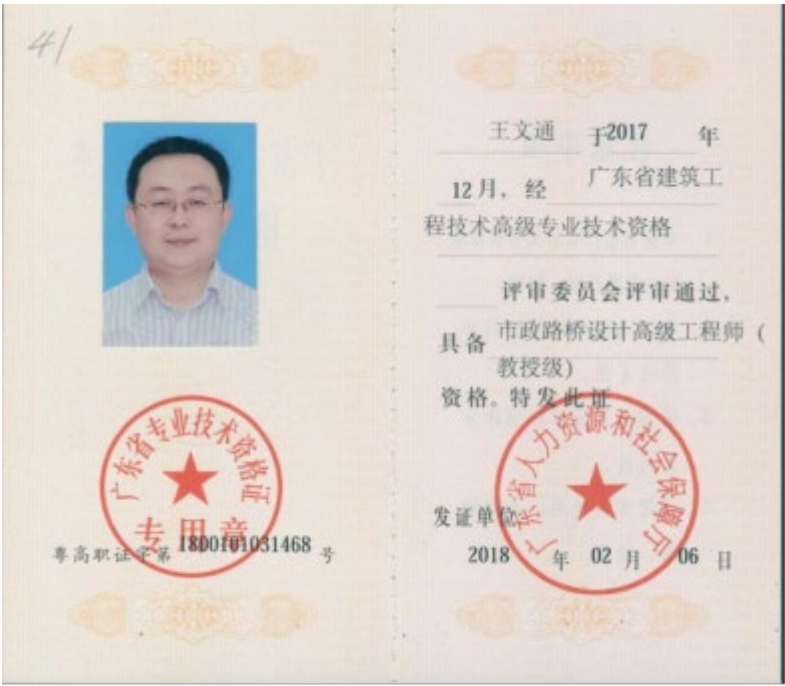 41
广东省专业技术资格证
专用章
粤高职证字第 1800101031468 号
王文通 于2017 年
12月，经 广东省建筑工
程技术高级专业技术资格
评审委员会评审通过，
具备 市政路桥设计高级工程师（
教授级）
资格。特发此证
广东省人力资源和社会保障厅
发证单位
2018 年 02 月 06 日